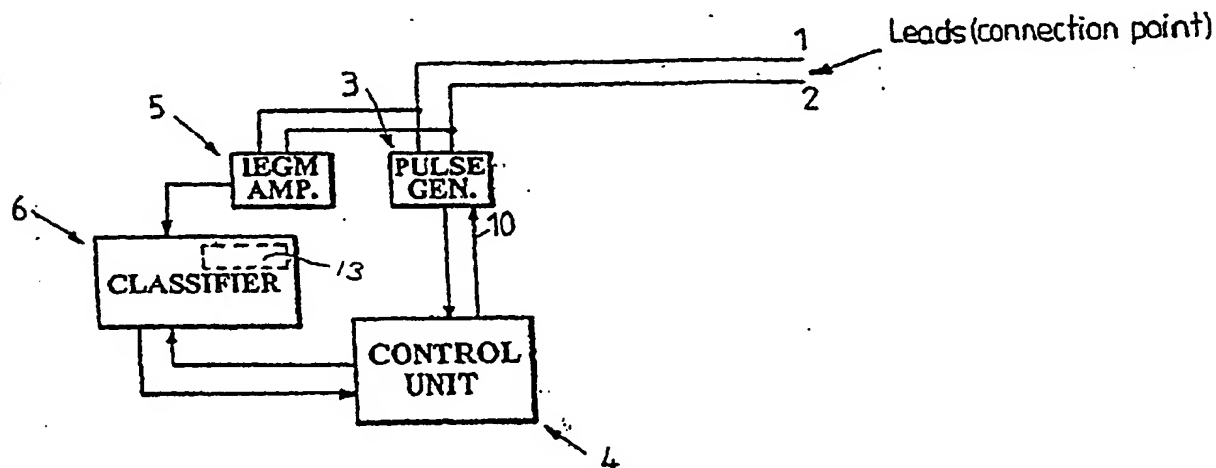 Leads (connection point)
1
2
3
5
IEGM
AMP.
PULSE
GEN.
6
10
13
CLASSIFIER
CONTROL
UNIT
4